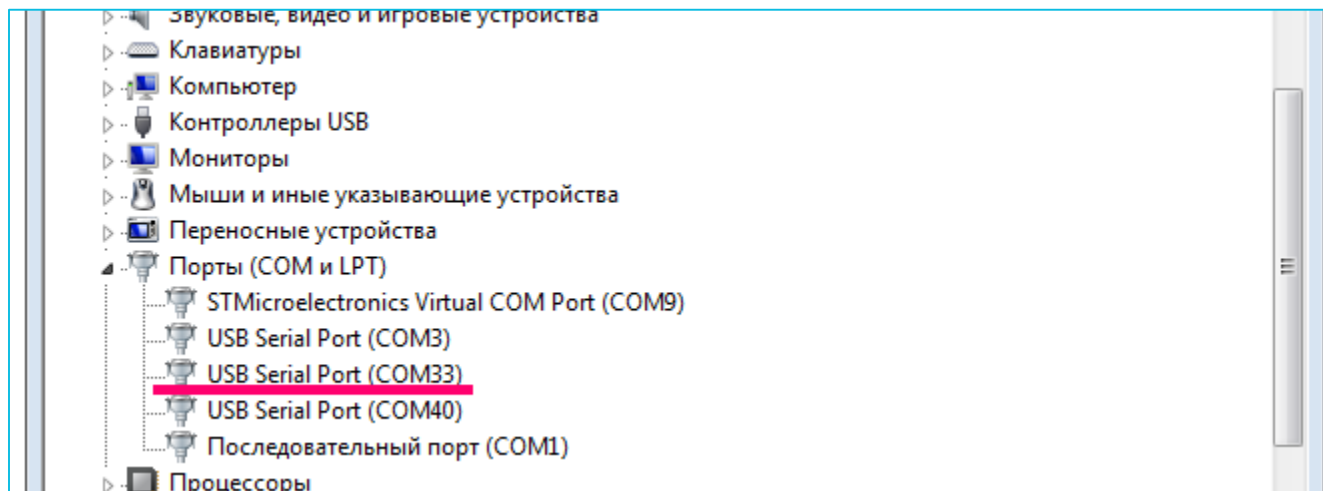 Звуковые, видео и игровые устройства
Клавиатуры
Компьютер
Контроллеры USB
Мониторы
Мыши и иные указывающие устройства
Переносные устройства
Порты (COM и LPT)
STMicroelectronics Virtual COM Port (COM9)
USB Serial Port (COM3)
USB Serial Port (COM33)
USB Serial Port (COM40)
Последовательный порт (COM1)
Процессоры